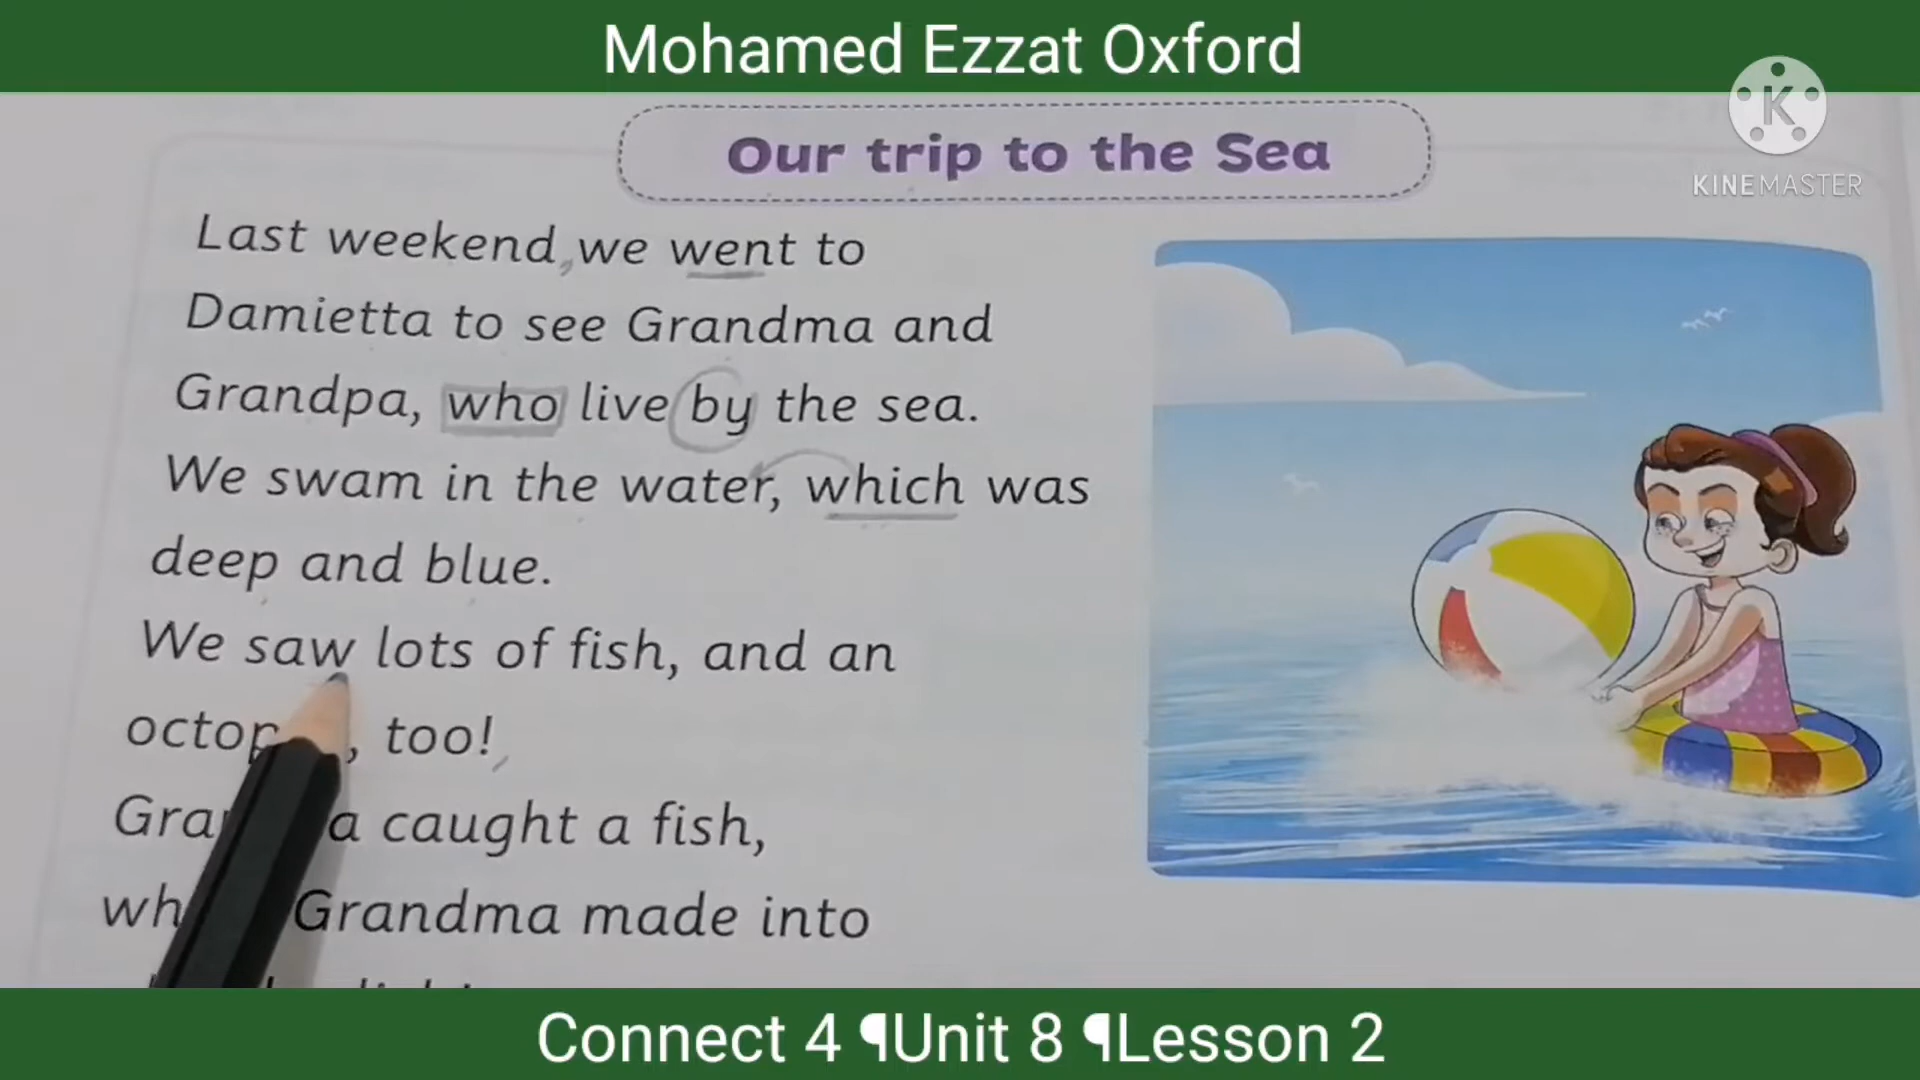 Mohamed Ezzat Oxford
K
KINEMASTER
Our trip to the Sea
Last weekend, we went to
Damietta to see Grandma and
Grandpa, who live by the sea.
We swam in the water, which was
deep and blue.
We saw lots of fish, and an
too!
caught a fish,
Grandma made into
Connect 4 ¶Unit 8 ¶Lesson 2